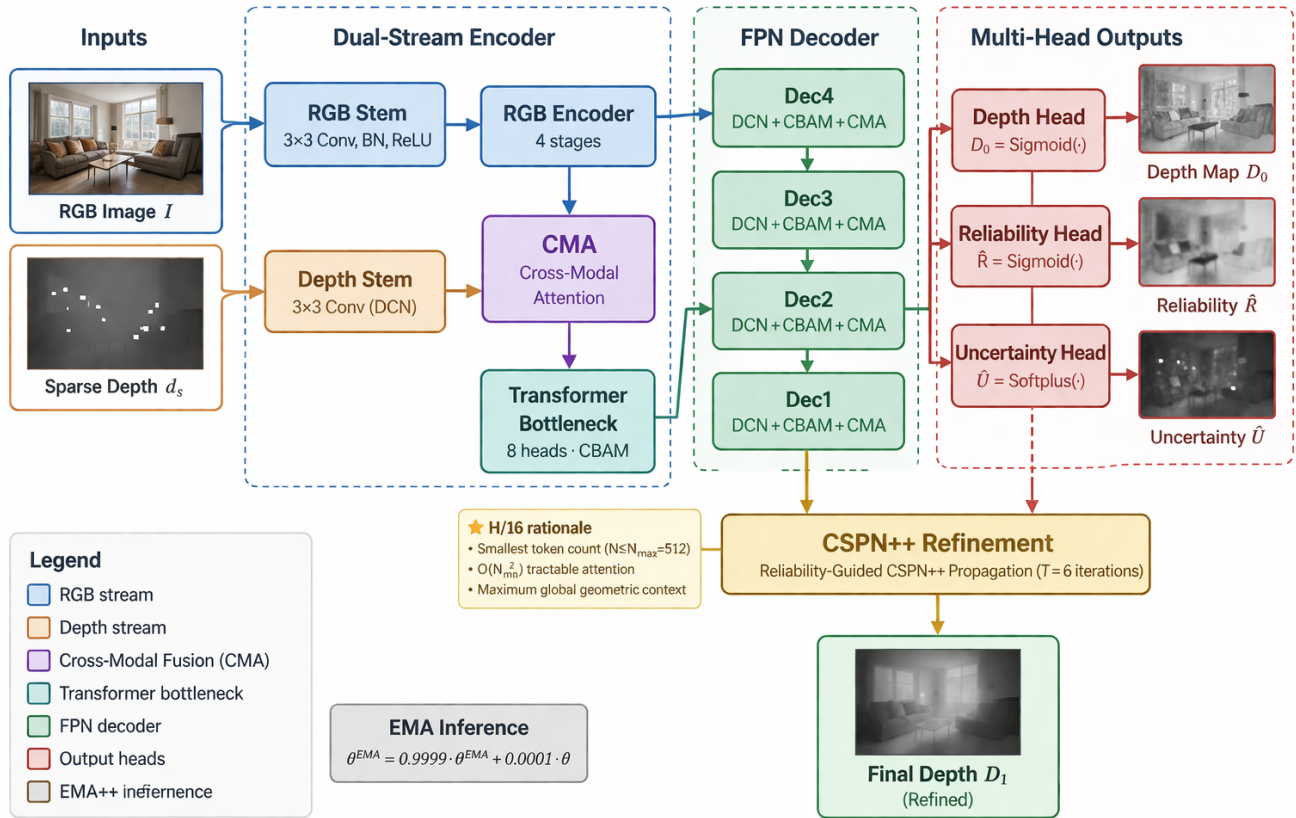 Inputs
RGB Image I
Sparse Depth dₛ
Dual-Stream Encoder
RGB Stem
3×3 Conv, BN, ReLU
RGB Encoder
4 stages
Depth Stem
3×3 Conv (DCN)
CMA
Cross-Modal
Attention
Transformer
Bottleneck
8 heads · CBAM
FPN Decoder
Dec4
DCN + CBAM + CMA
Dec3
DCN + CBAM + CMA
Dec2
DCN + CBAM + CMA
Dec1
DCN + CBAM + CMA
Multi-Head Outputs
Depth Head
D₀ = Sigmoid(·)
Depth Map D₀
Reliability Head
R̂ = Sigmoid(·)
Reliability R̂
Uncertainty Head
Û = Softplus(·)
Uncertainty Û
H/16 rationale
• Smallest token count (N≤Nmax=512)
• O(N²) tractable attention
• Maximum global geometric context
CSPN++ Refinement
Reliability-Guided CSPN++ Propagation (T = 6 iterations)
Final Depth D₁
(Refined)
Legend
RGB stream
Depth stream
Cross-Modal Fusion (CMA)
Transformer bottleneck
FPN decoder
Output heads
EMA++
EMA Inference
θᴱᴹᴬ = 0.9999·θᴱᴹᴬ + 0.0001·θ